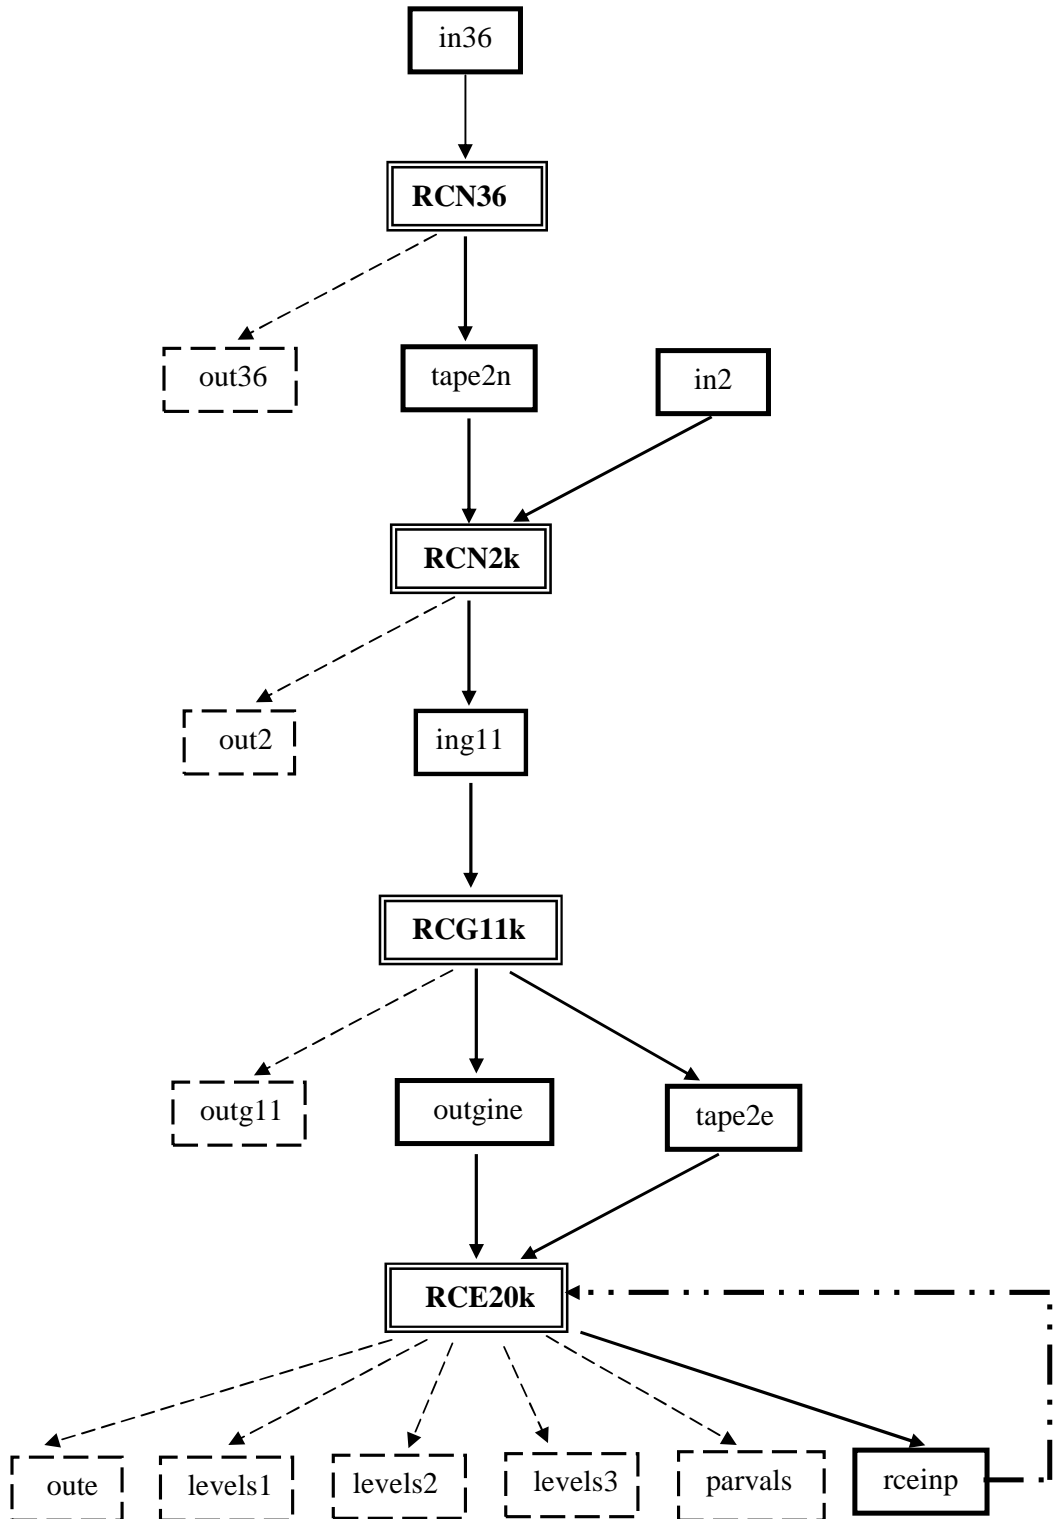 in36
RCN36
out36
tape2n
in2
RCN2k
out2
ing11
RCG11k
outg11
outgine
tape2e
RCE20k
oute
levels1
levels2
levels3
parvals
rceinp